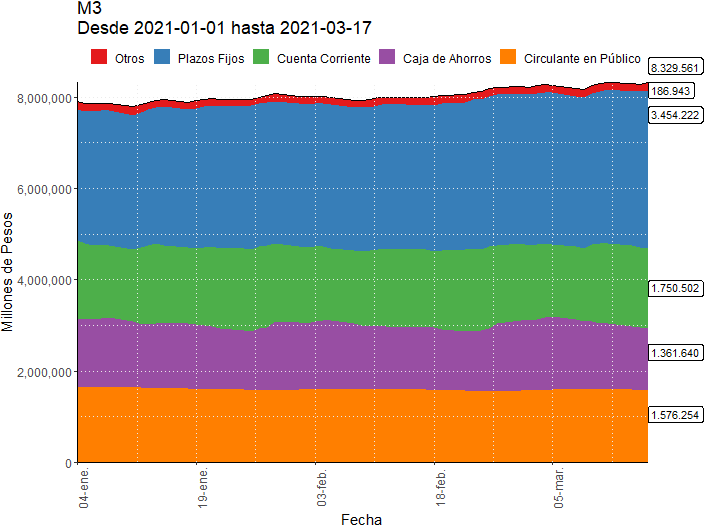 M3
Desde 2021-01-01 hasta 2021-03-17
Otros Plazos Fijos Cuenta Corriente Caja de Ahorros Circulante en Público
8.329.561
8,000,000
186.943
3.454.222
6,000,000
Millones de Pesos
4,000,000
1.750.502
2,000,000
1.361.640
1.576.254
0
04-ene. 19-ene. 03-feb. 18-feb. 05-mar.
Fecha